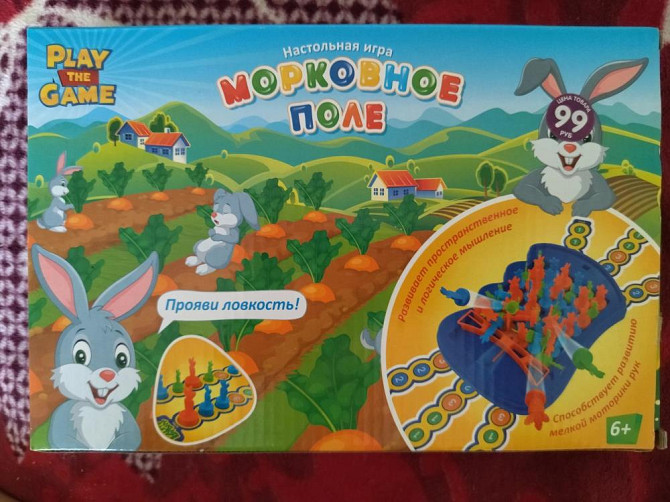 PLAY
THE
GAME
Настольная игра
МОРКОВНОЕ
ПОЛЕ
ЦЕНА ТОВАРА
99
РУБ
Развивает пространственное
и логическое мышление
Прояви ловкость!
Способствует развитию
мелкой моторики рук
6+